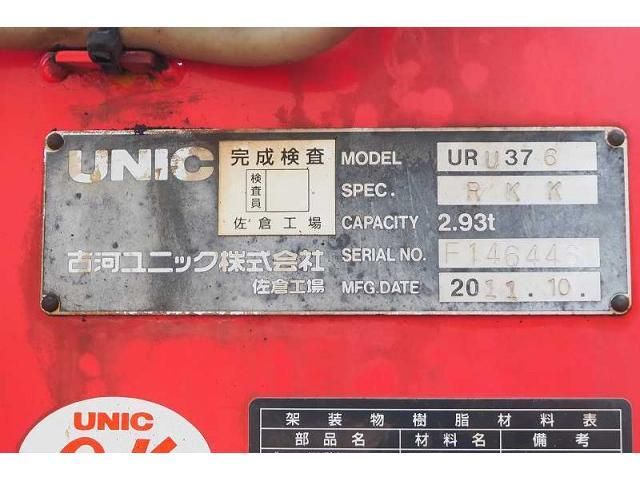 UNIC
完成検査
検査員
佐倉工場
古河ユニック株式会社
佐倉工場
MODEL URU376
SPEC. RKK
CAPACITY 2.93t
SERIAL NO.
MFG.DATE 2011.10.
UNIC
架装物樹脂材料表
部品名 材料名 備考